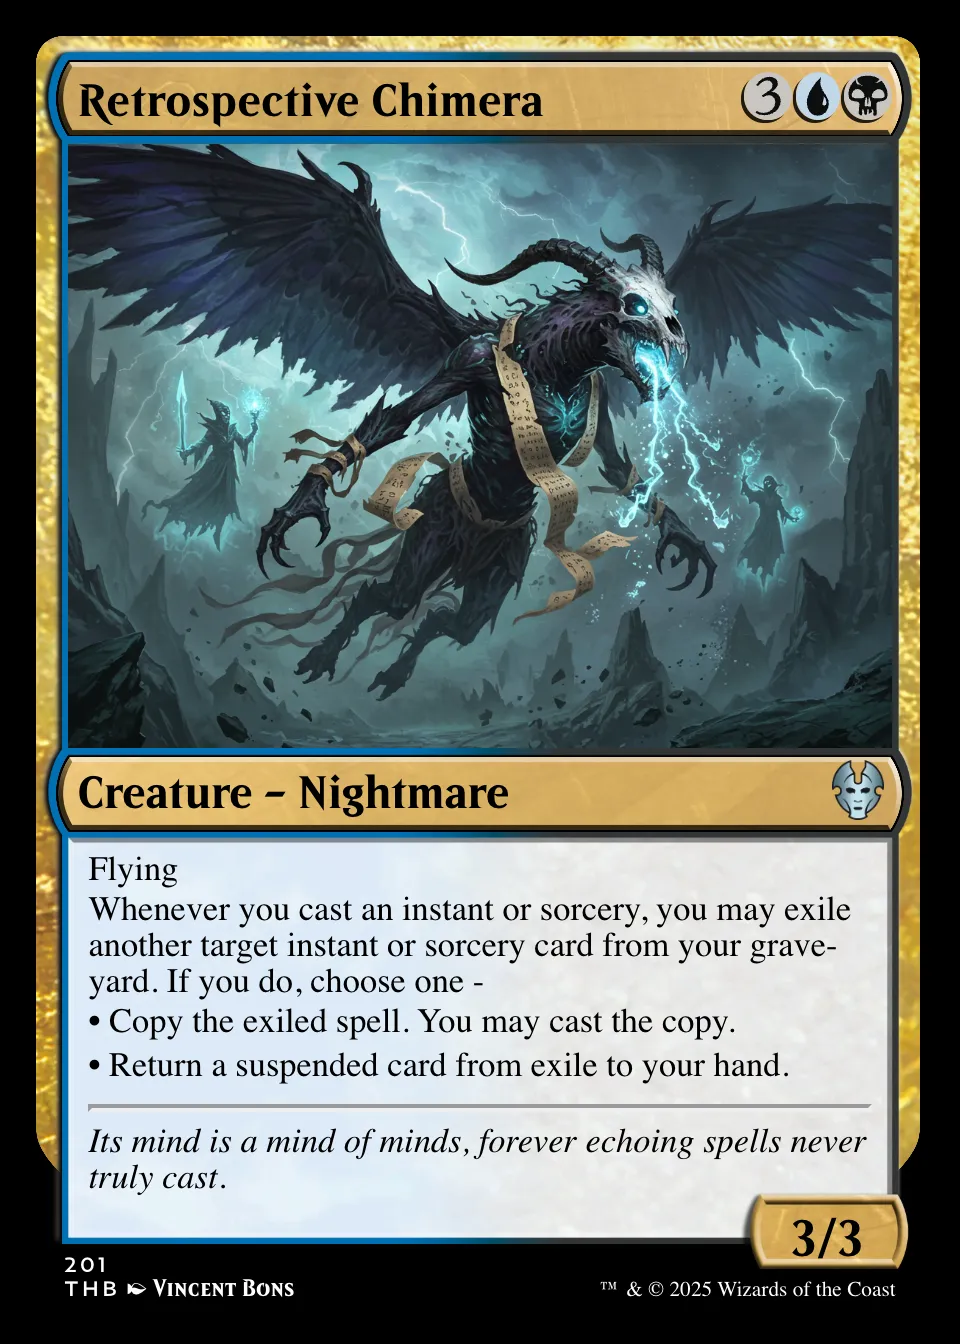 Retrospective Chimera 3
Creature – Nightmare
Flying
Whenever you cast an instant or sorcery, you may exile
another target instant or sorcery card from your grave-
yard. If you do, choose one -
• Copy the exiled spell. You may cast the copy.
• Return a suspended card from exile to your hand.
Its mind is a mind of minds, forever echoing spells never
truly cast.
3/3
201
THB VINCENT BONS
™ & © 2025 Wizards of the Coast